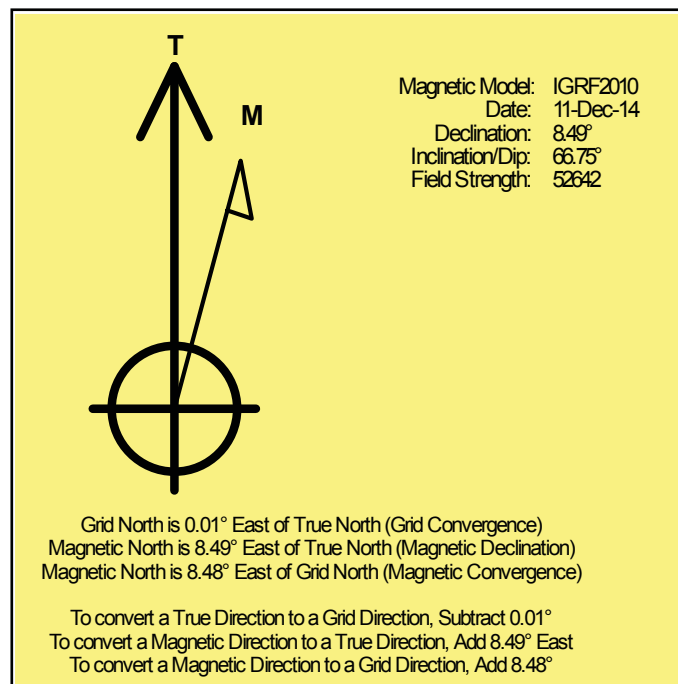 T
M
Magnetic Model: IGRF2010
Date: 11-Dec-14
Declination: 8.49°
Inclination/Dip: 66.75°
Field Strength: 52642
Grid North is 0.01° East of True North (Grid Convergence)
Magnetic North is 8.49° East of True North (Magnetic Declination)
Magnetic North is 8.48° East of Grid North (Magnetic Convergence)
To convert a True Direction to a Grid Direction, Subtract 0.01°
To convert a Magnetic Direction to a True Direction, Add 8.49° East
To convert a Magnetic Direction to a Grid Direction, Add 8.48°